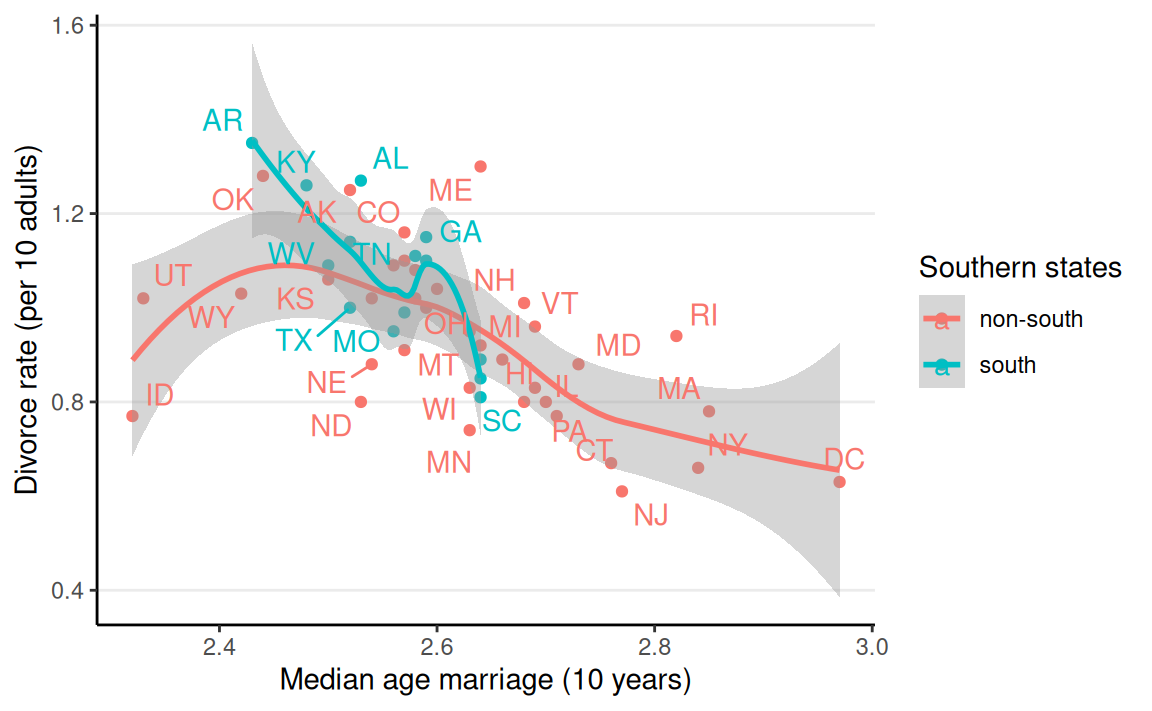 1.6
AR
KY
AL
ME
OK
AK
CO
1.2
GA
WV
TN
UT
NH
KS
VT
WY
RI
OH
MI
TX
MO
MD
MT
HI
IL
NE
MA
ID
0.8
WI
SC
ND
PA
NY
CT
MN
DC
NJ
0.4
2.4
2.6
2.8
3.0
Median age marriage (10 years)
Divorce rate (per 10 adults)
Southern states
a non-south
a south